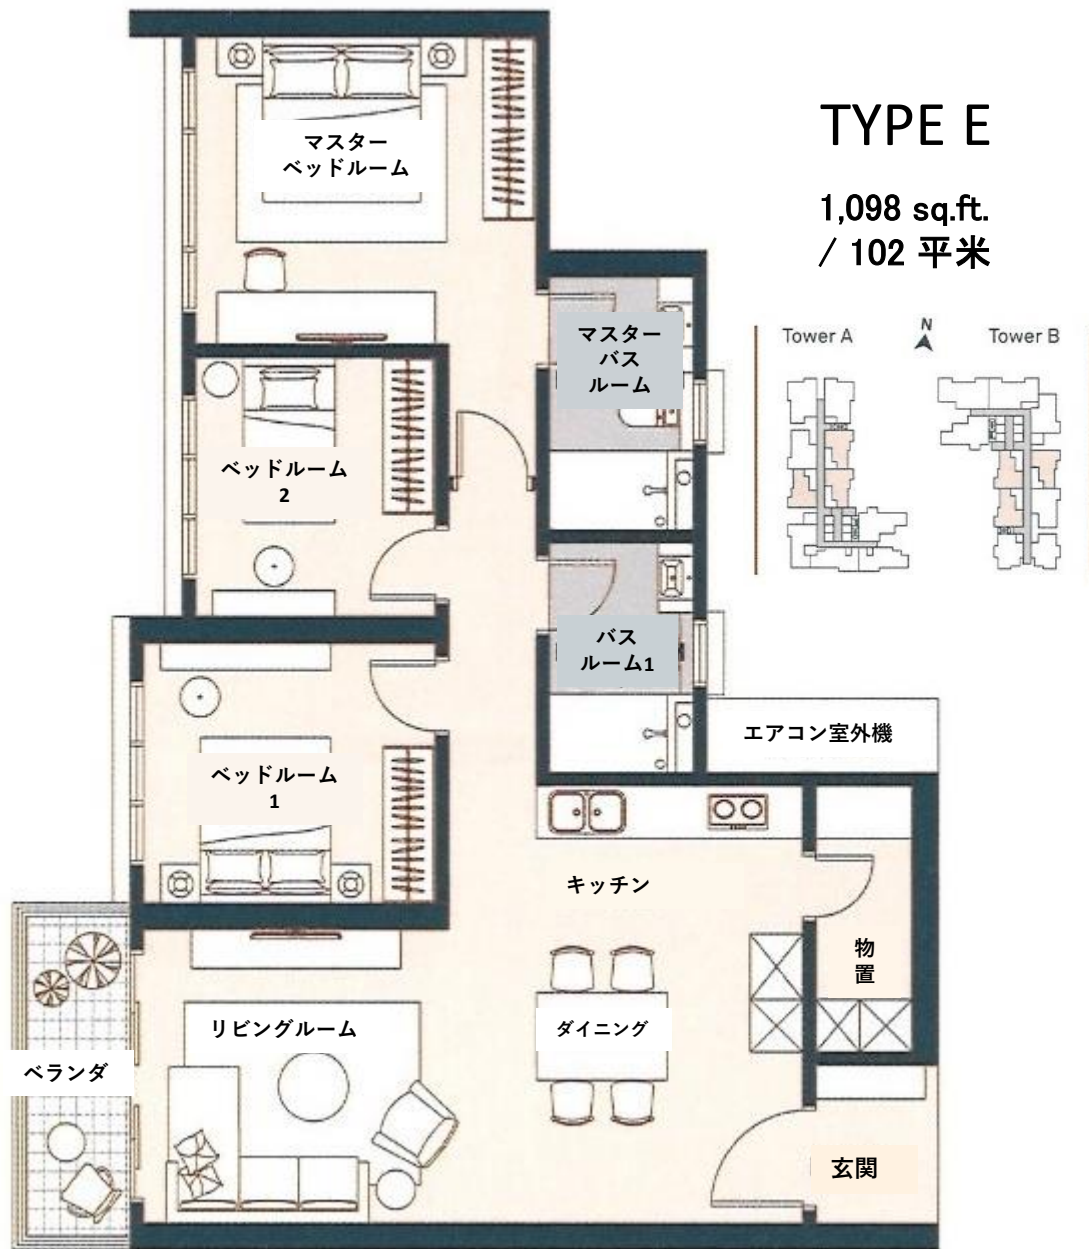 TYPE E
1,098 sq.ft.
/ 102 平米
Tower A
N
Tower B
マスター
ベッドルーム
マスター
バス
ルーム
ベッドルーム
2
バス
ルーム1
エアコン室外機
ベッドルーム
1
キッチン
物
置
リビングルーム
ダイニング
ベランダ
玄関